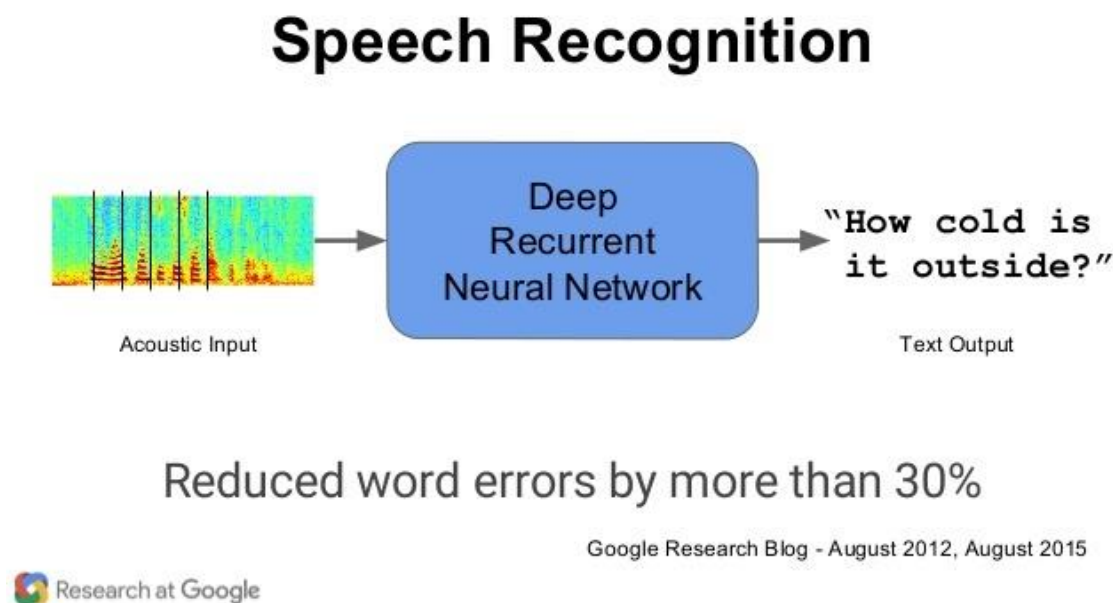 Speech Recognition
Deep
Recurrent
Neural Network
“How cold is
it outside?”
Acoustic Input
Text Output
Reduced word errors by more than 30%
Google Research Blog - August 2012, August 2015
Research at Google